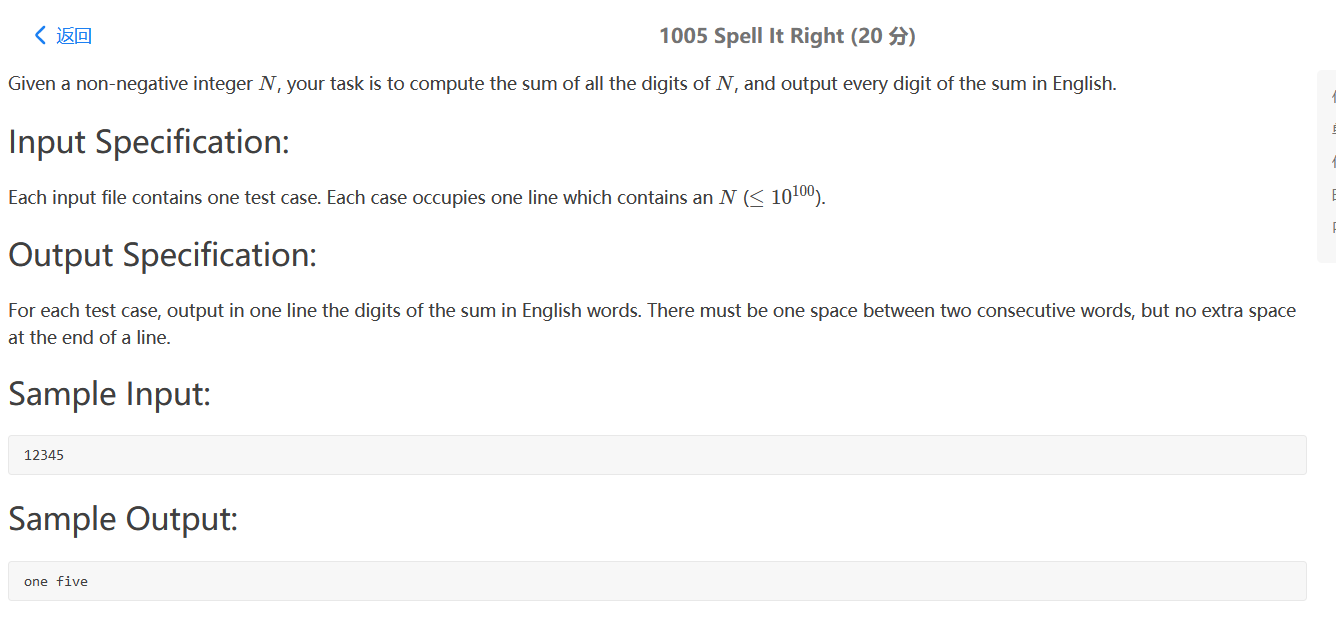 返回
1005 Spell It Right (20 分)
Given a non-negative integer N, your task is to compute the sum of all the digits of N, and output every digit of the sum in English.
Input Specification:
Each input file contains one test case. Each case occupies one line which contains an N (≤ 10^100).
Output Specification:
For each test case, output in one line the digits of the sum in English words. There must be one space between two consecutive words, but no extra space
at the end of a line.
Sample Input:
12345
Sample Output:
one five